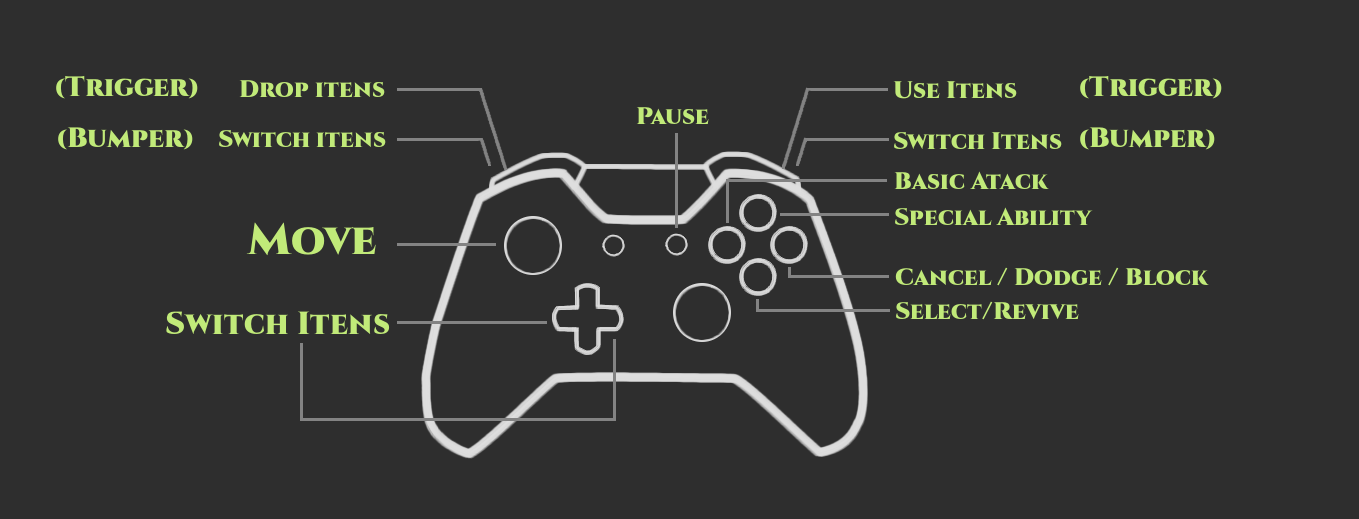 (Trigger) Drop itens
(Bumper) Switch itens
Move
Switch Itens
Pause
Use Itens (Trigger)
Switch Itens (Bumper)
Basic Atack
Special Ability
Cancel / Dodge / Block
Select/Revive